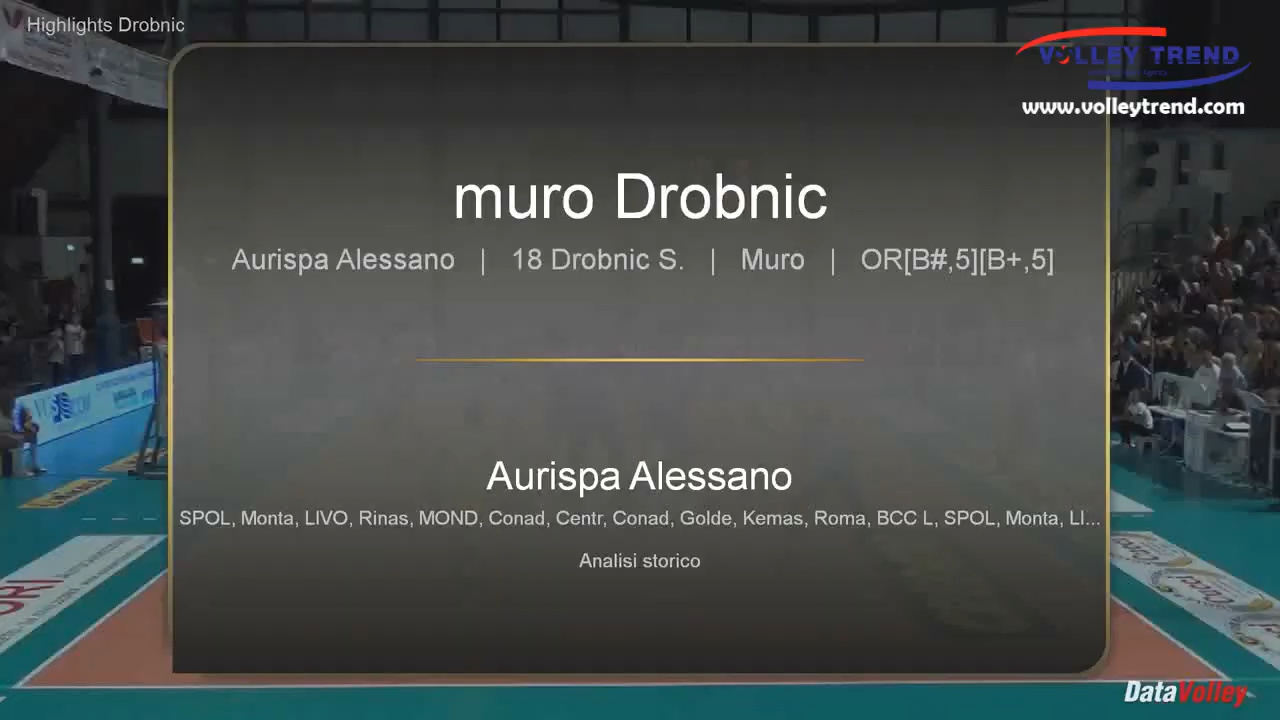 Highlights Drobnic
VOLLEY TREND
www.volleytrend.com
muro Drobnic
Aurispa Alessano | 18 Drobnic S. | Muro | OR[B#,5][B+,5]
Aurispa Alessano
SPOL, Monta, LIVO, Rinas, MOND, Conad, Centr, Conad, Golde, Kemas, Roma, BCC L, SPOL, Monta, LI...
Analisi storico
DataVolley